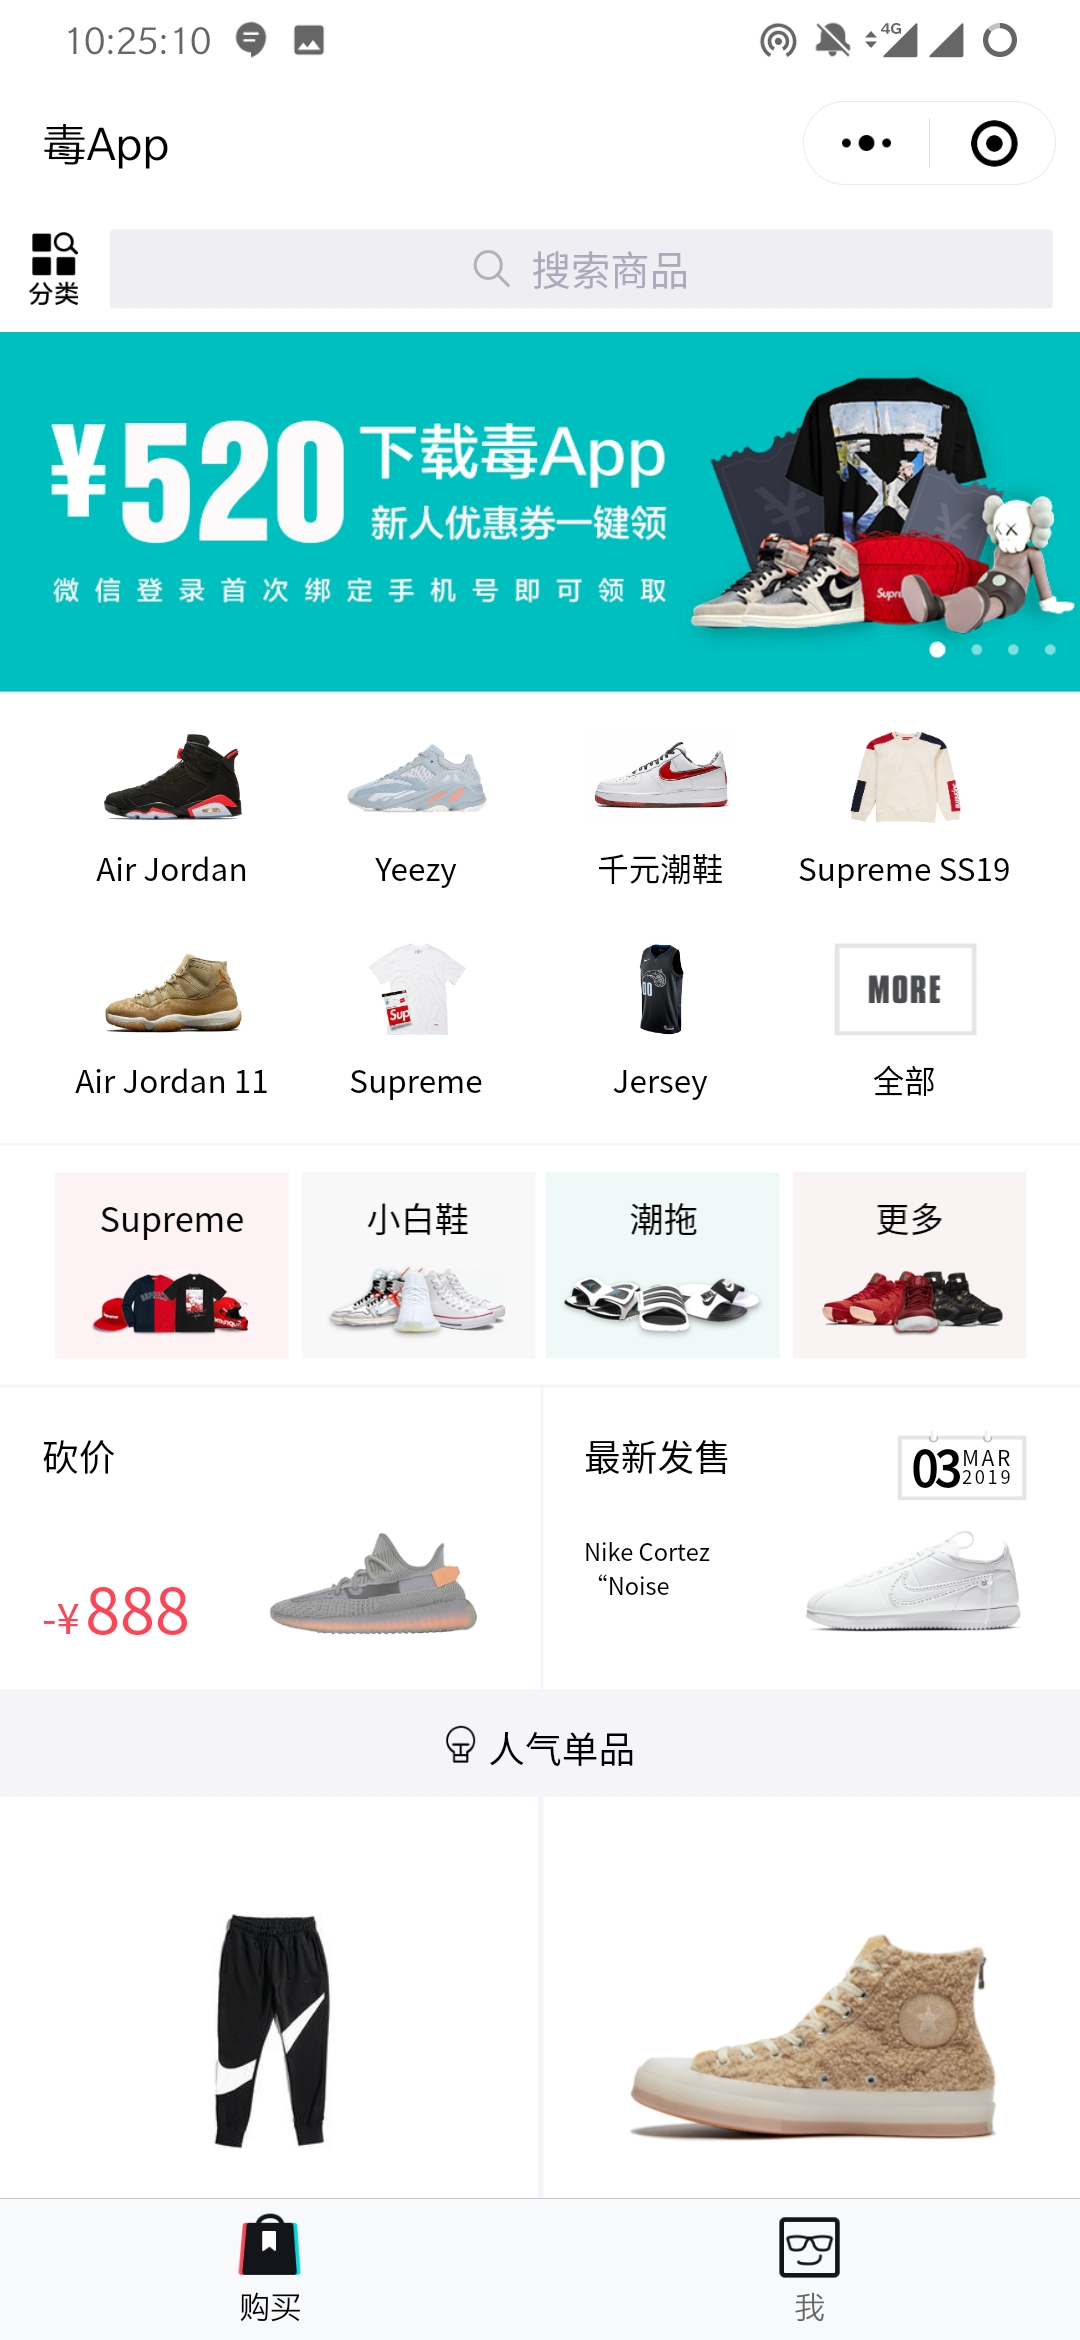 10:25:10
4G
毒App
分类
搜索商品
¥520
下载毒App
新人优惠券一键领
微信登录首次绑定手机号即可领取
Air Jordan
Yeezy
千元潮鞋
Supreme SS19
Sup
MORE
Air Jordan 11
Supreme
Jersey
全部
Supreme
小白鞋
潮拖
更多
砍价
最新发售
03 MAR
2019
Nike Cortez
“Noise
-¥888
人气单品
购买
我